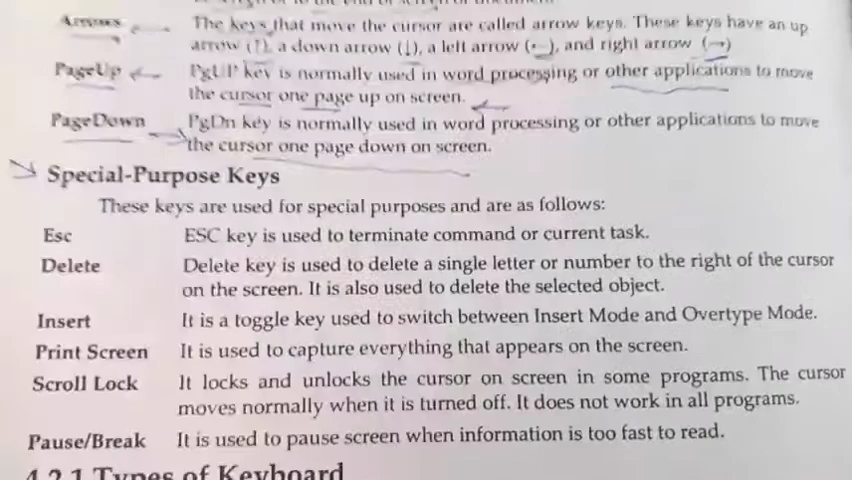 Arrows The keys that move the cursor are called arrow keys. These keys have an up
arrow (↑), a down arrow (↓), a left arrow (←), and right arrow (→)
PageUp PgUP key is normally used in word processing or other applications to move
the cursor one page up on screen.
PageDown PgDn key is normally used in word processing or other applications to move
the cursor one page down on screen.
Special-Purpose Keys
These keys are used for special purposes and are as follows:
Esc ESC key is used to terminate command or current task.
Delete Delete key is used to delete a single letter or number to the right of the cursor
on the screen. It is also used to delete the selected object.
Insert It is a toggle key used to switch between Insert Mode and Overtype Mode.
Print Screen It is used to capture everything that appears on the screen.
Scroll Lock It locks and unlocks the cursor on screen in some programs. The cursor
moves normally when it is turned off. It does not work in all programs.
Pause/Break It is used to pause screen when information is too fast to read.
4.2.1 Types of Keyboard